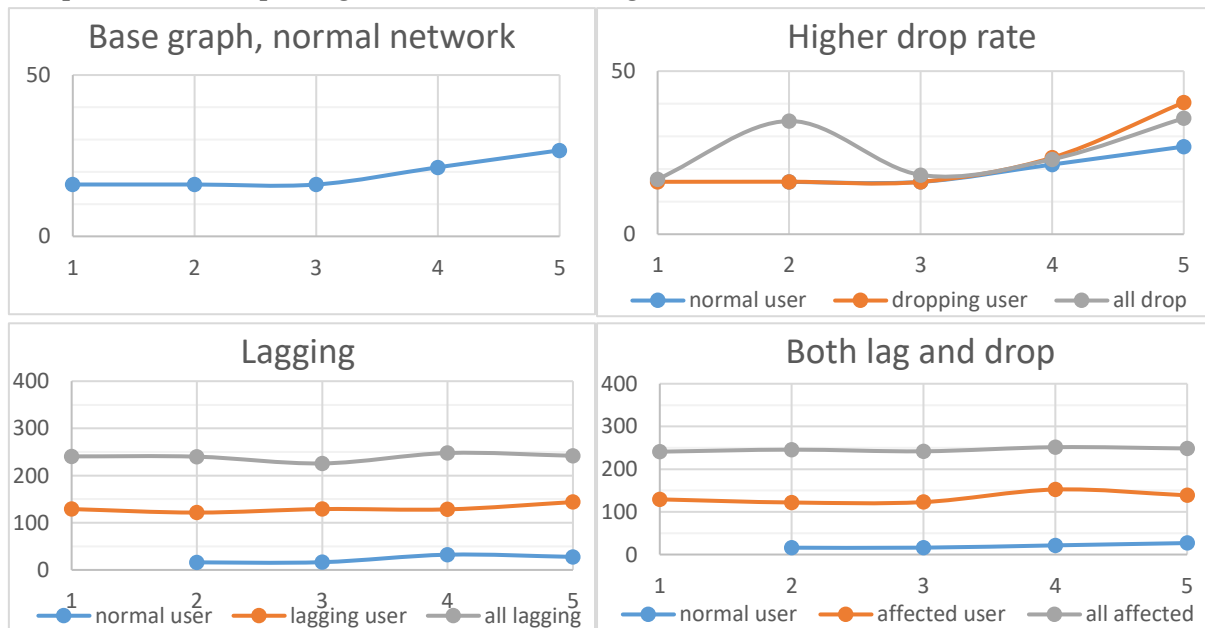 Base graph, normal network
50
0
1 2 3 4 5
Higher drop rate
50
0
1 2 3 4 5
normal user dropping user all drop
Lagging
400
300
200
100
0
1 2 3 4 5
normal user lagging user all lagging
Both lag and drop
400
300
200
100
0
1 2 3 4 5
normal user affected user all affected